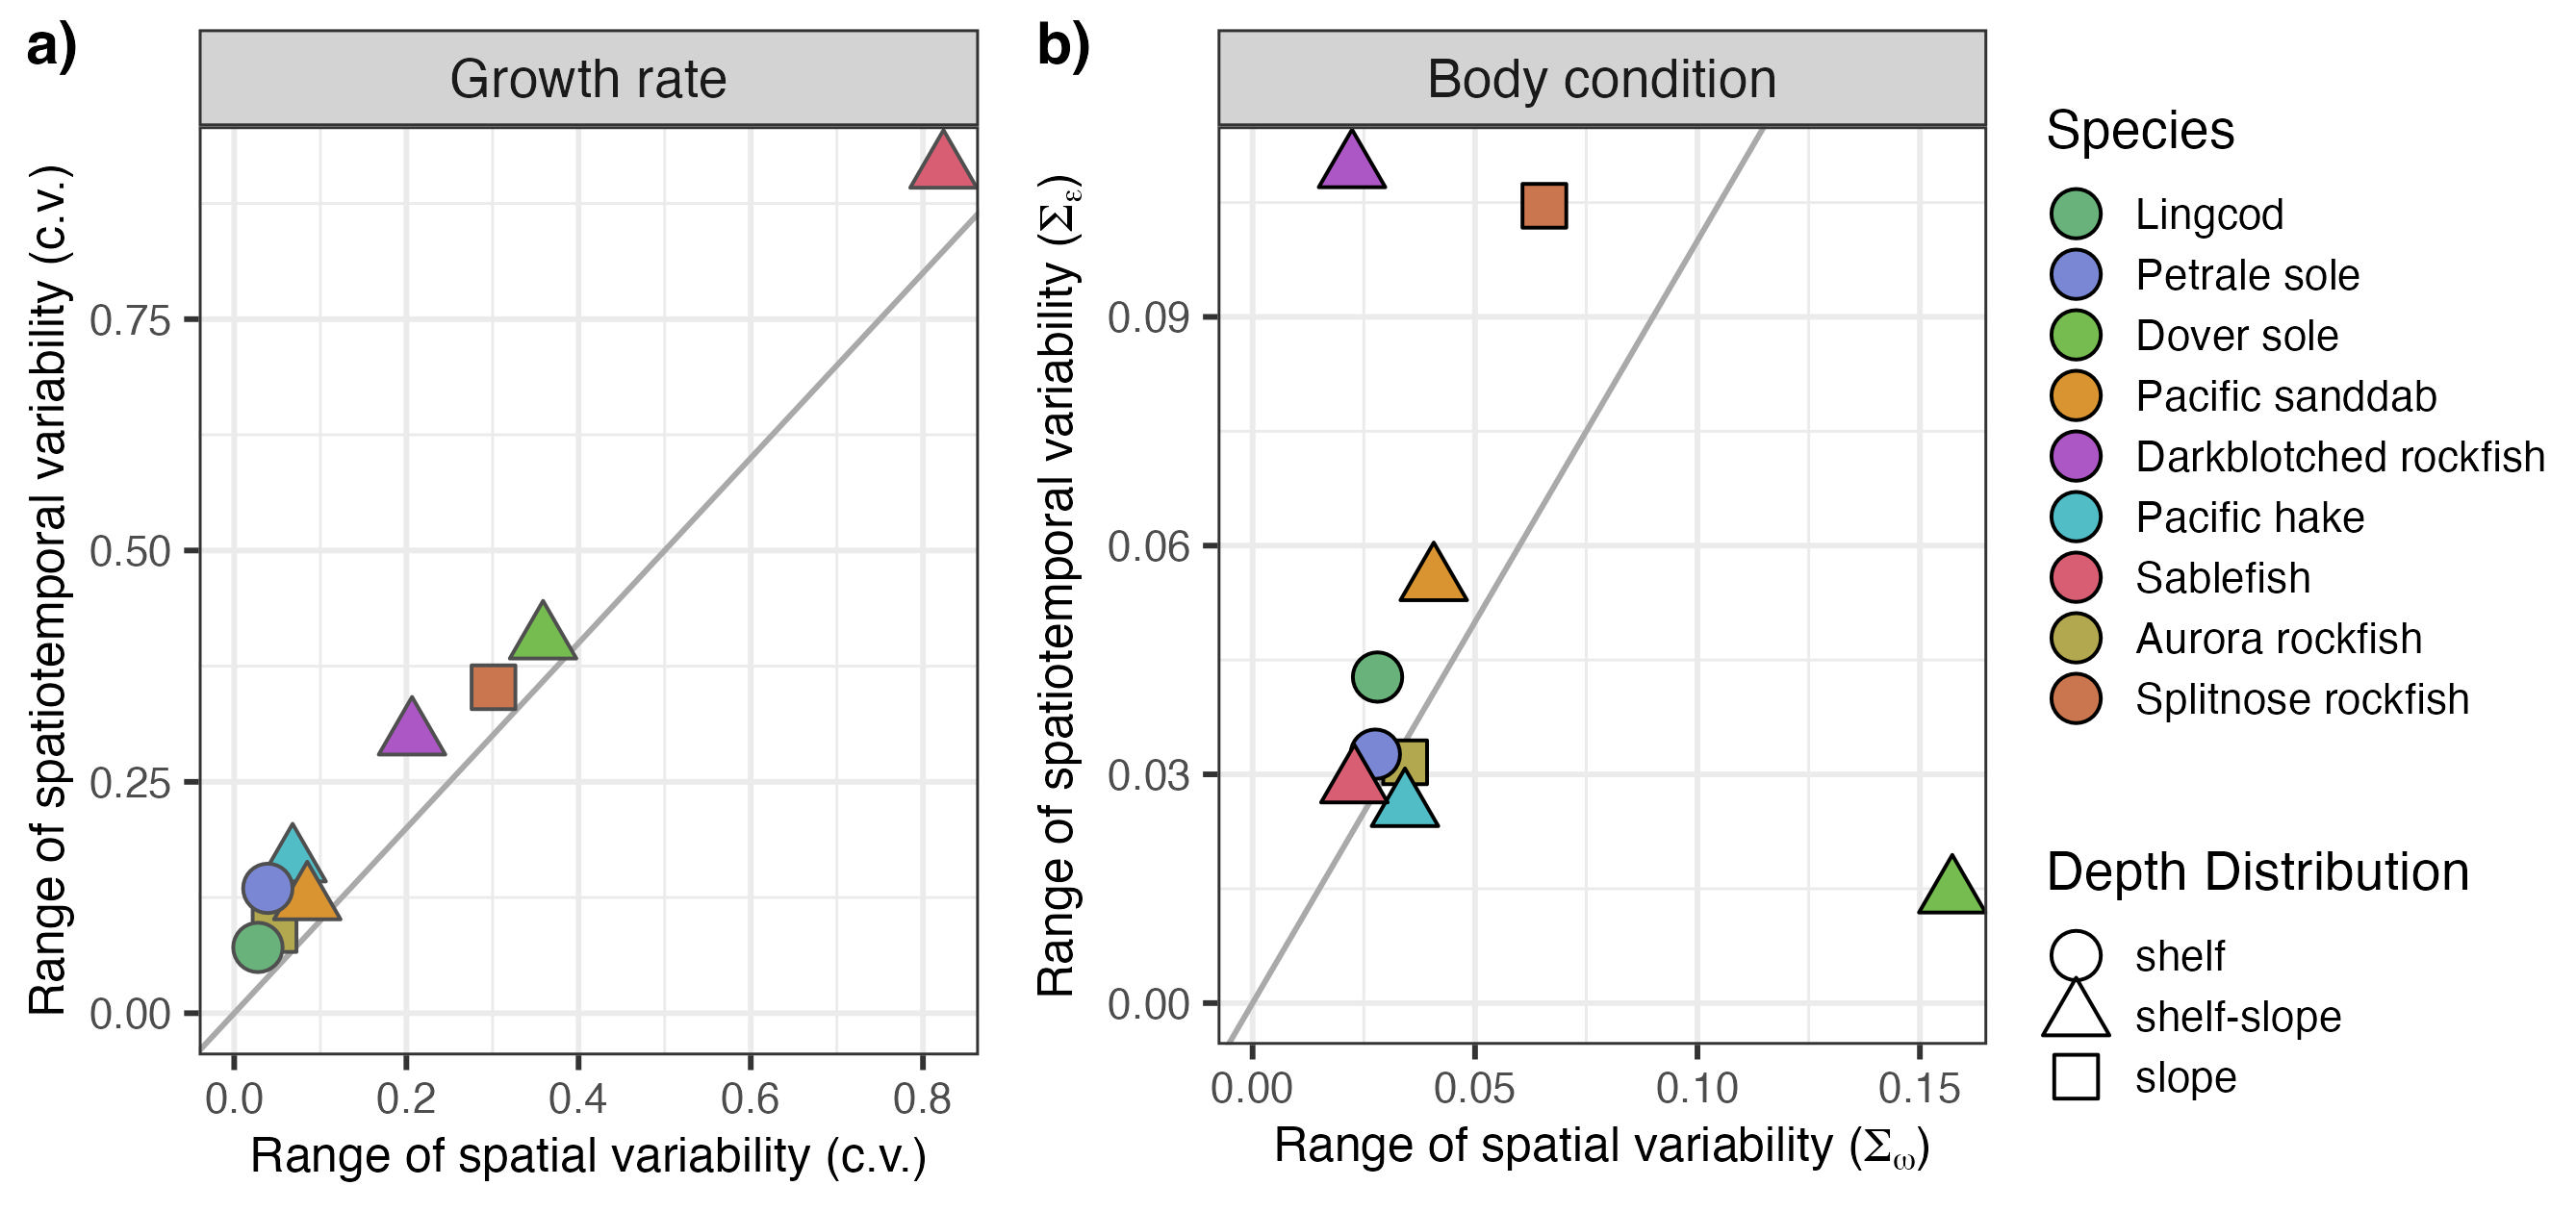 a)
Growth rate
Range of spatiotemporal variability (c.v.)
0.75
0.50
0.25
0.00
0.0 0.2 0.4 0.6 0.8
Range of spatial variability (c.v.)
b)
Body condition
Range of spatiotemporal variability (Σε)
0.09
0.06
0.03
0.00
0.00 0.05 0.10 0.15
Range of spatial variability (Σω)
Species
Lingcod
Petrale sole
Dover sole
Pacific sanddab
Darkblotched rockfish
Pacific hake
Sablefish
Aurora rockfish
Splitnose rockfish
Depth Distribution
shelf
shelf-slope
slope